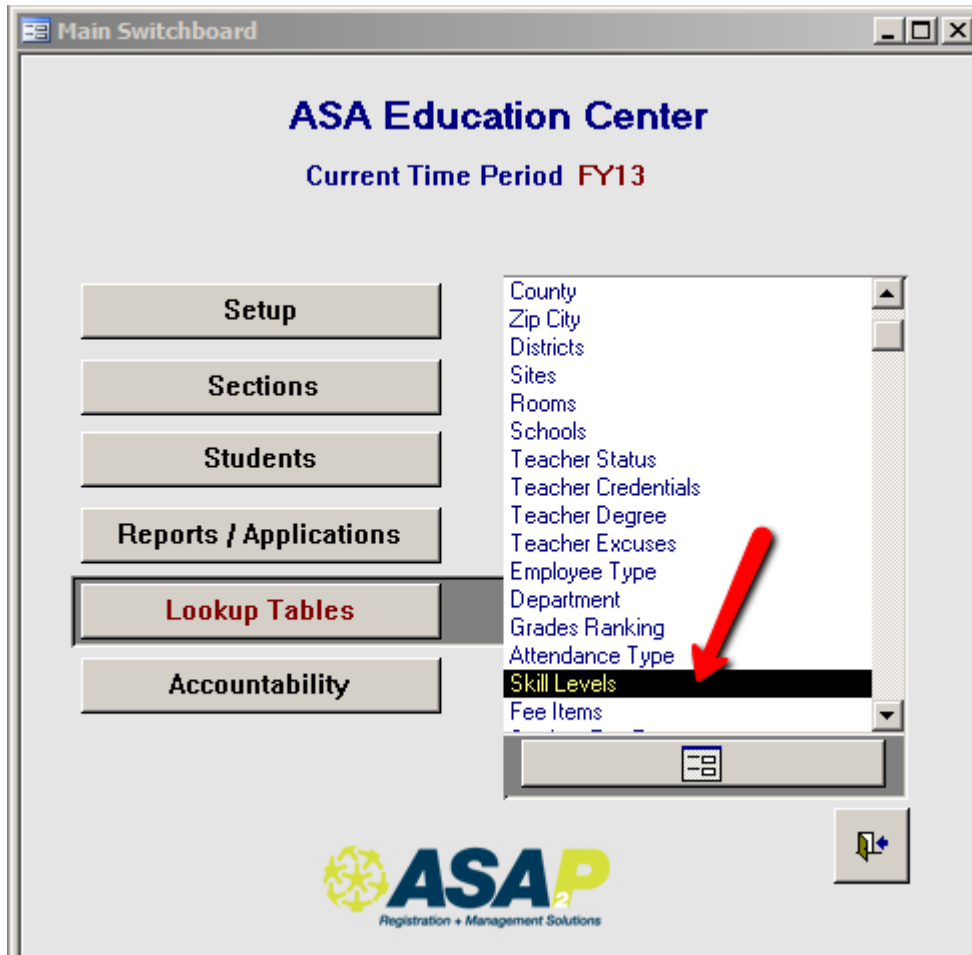 Main Switchboard
ASA Education Center
Current Time Period FY13
Setup
Sections
Students
Reports / Applications
Lookup Tables
Accountability
County
Zip City
Districts
Sites
Rooms
Schools
Teacher Status
Teacher Credentials
Teacher Degree
Teacher Excuses
Employee Type
Department
Grades Ranking
Attendance Type
Skill Levels
Fee Items
ASAP2
Registration + Management Solutions